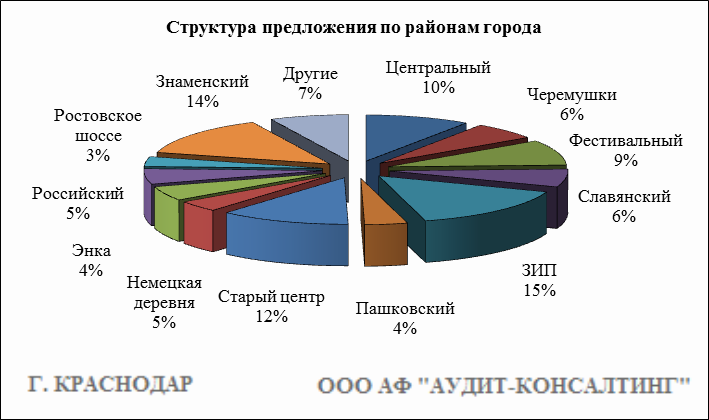 Структура предложения по районам города
Центральный
10%
Черемушки
6%
Фестивальный
9%
Славянский
6%
ЗИП
15%
Пашковский
4%
Старый центр
12%
Немецкая
деревня
5%
Энка
4%
Российский
5%
Ростовское
шоссе
3%
Знаменский
14%
Другие
7%
Г. КРАСНОДАР
ООО АФ "АУДИТ-КОНСАЛТИНГ"